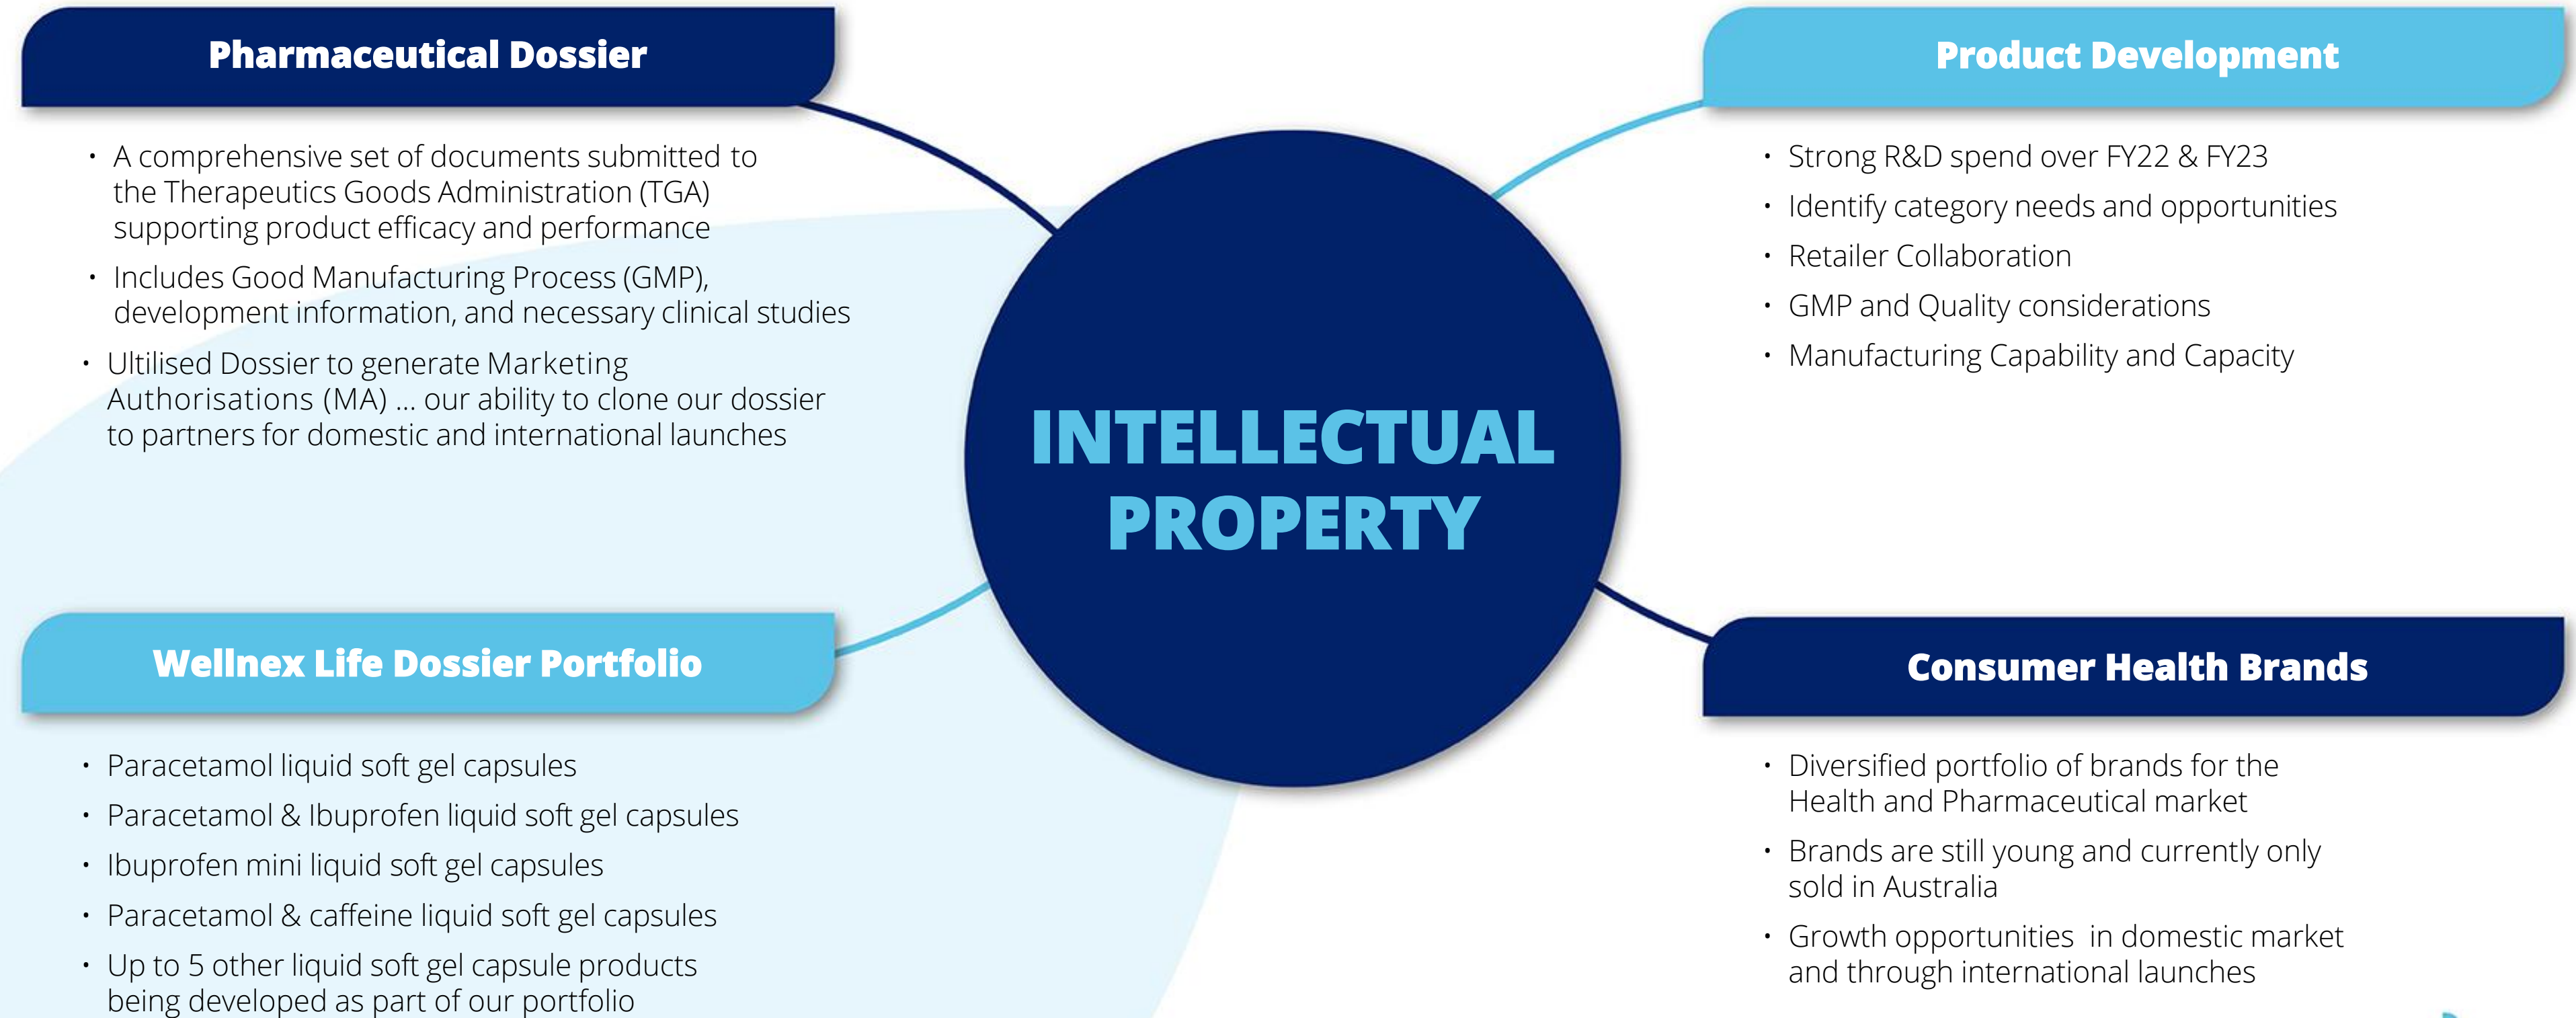 Pharmaceutical Dossier
• A comprehensive set of documents submitted to
the Therapeutics Goods Administration (TGA)
supporting product efficacy and performance
• Includes Good Manufacturing Process (GMP),
development information, and necessary clinical studies
• Ultilised Dossier to generate Marketing
Authorisations (MA) ... our ability to clone our dossier
to partners for domestic and international launches
Product Development
• Strong R&D spend over FY22 & FY23
• Identify category needs and opportunities
• Retailer Collaboration
• GMP and Quality considerations
• Manufacturing Capability and Capacity
INTELLECTUAL
PROPERTY
Wellnex Life Dossier Portfolio
• Paracetamol liquid soft gel capsules
• Paracetamol & Ibuprofen liquid soft gel capsules
• Ibuprofen mini liquid soft gel capsules
• Paracetamol & caffeine liquid soft gel capsules
• Up to 5 other liquid soft gel capsule products
being developed as part of our portfolio
Consumer Health Brands
• Diversified portfolio of brands for the
Health and Pharmaceutical market
• Brands are still young and currently only
sold in Australia
• Growth opportunities in domestic market
and through international launches